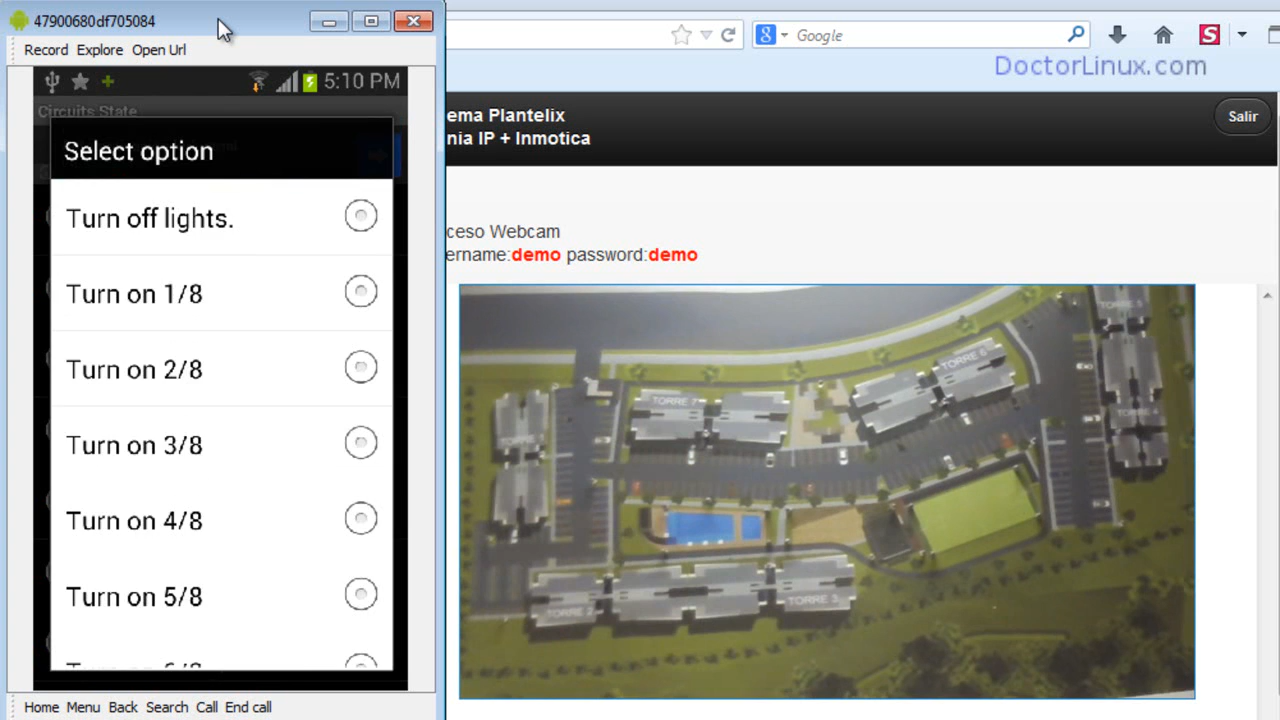 47900680df705084
Record Explore Open Url
5:10 PM
Circuits State
Select option
Turn off lights.
Turn on 1/8
Turn on 2/8
Turn on 3/8
Turn on 4/8
Turn on 5/8
Home Menu Back Search Call End call
Google
DoctorLinux.com
ema Plantelix
nia IP + Inmotica
Salir
ceso Webcam
ername:demo password:demo
TORRE 5
TORRE 6
TORRE 7
TORRE 4
TORRE 2
TORRE 3